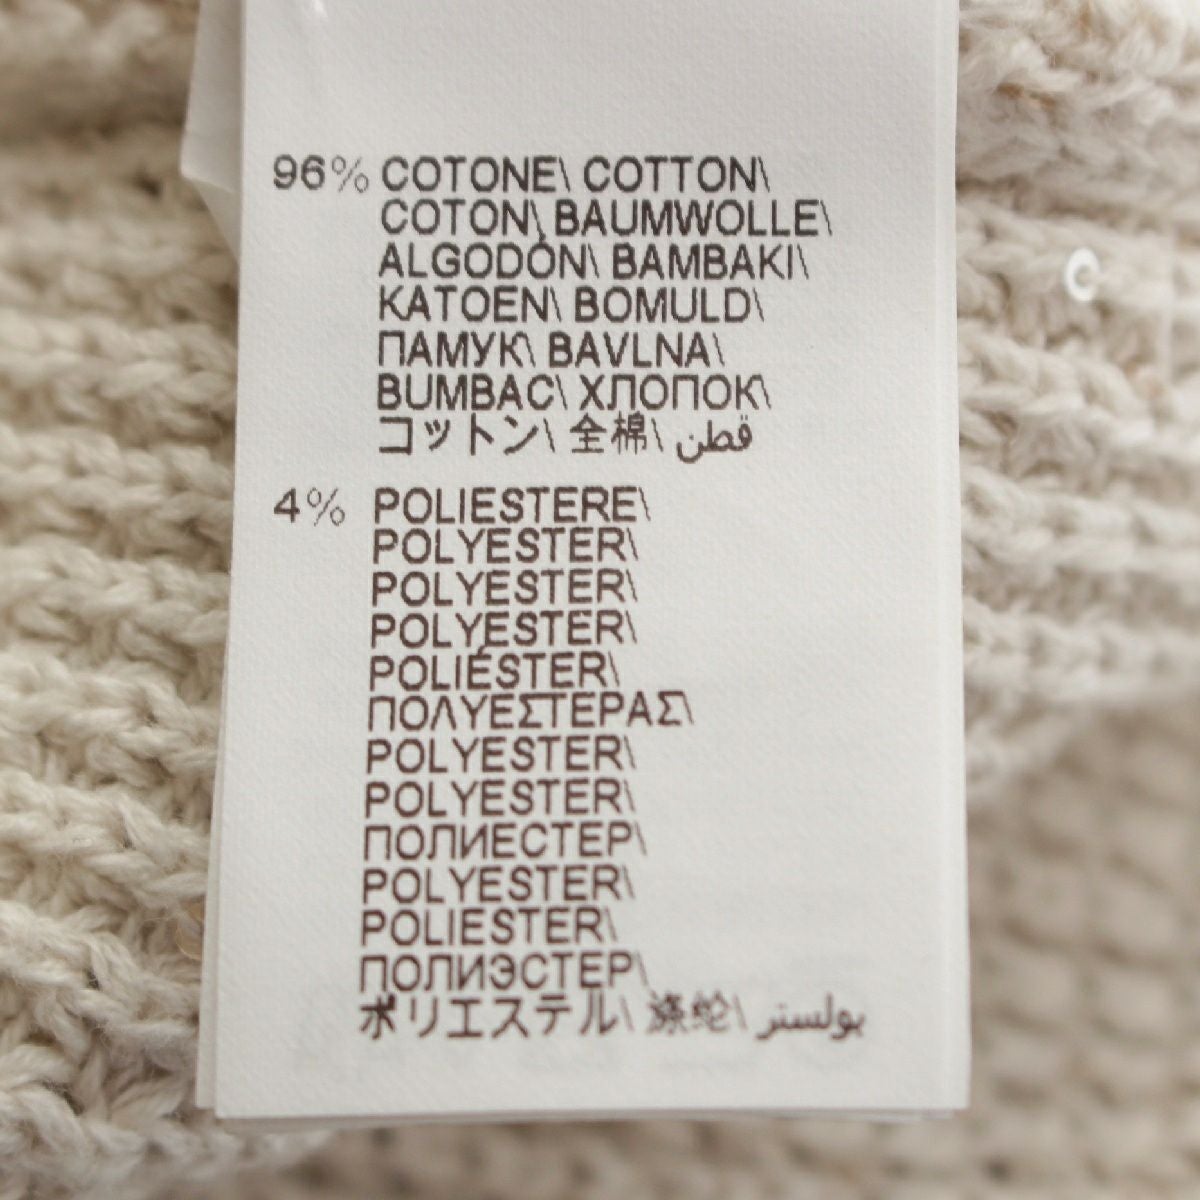 96% COTONE\ COTTON\
COTON\ BAUMWOLLE\
ALGODÓN\ BAMBAKI\
KATOEN\ BOMULD\
ПАМУК\ BAVLNA\
BUMBAC\ ХЛОПОК\
コットン\ 全棉\ قطن
4% POLIESTERE\
POLYESTER\
POLYESTER\
POLYESTER\
POLIÉSTER\
ΠΟΛΥΕΣΤΕΡΑΣ\
POLYESTER\
POLYESTER\
ПОЛИЕСТЕР\
POLYESTER\
POLIESTER\
ПОЛИЭСТЕР\
ポリエステル\ 涤纶\ بولستر